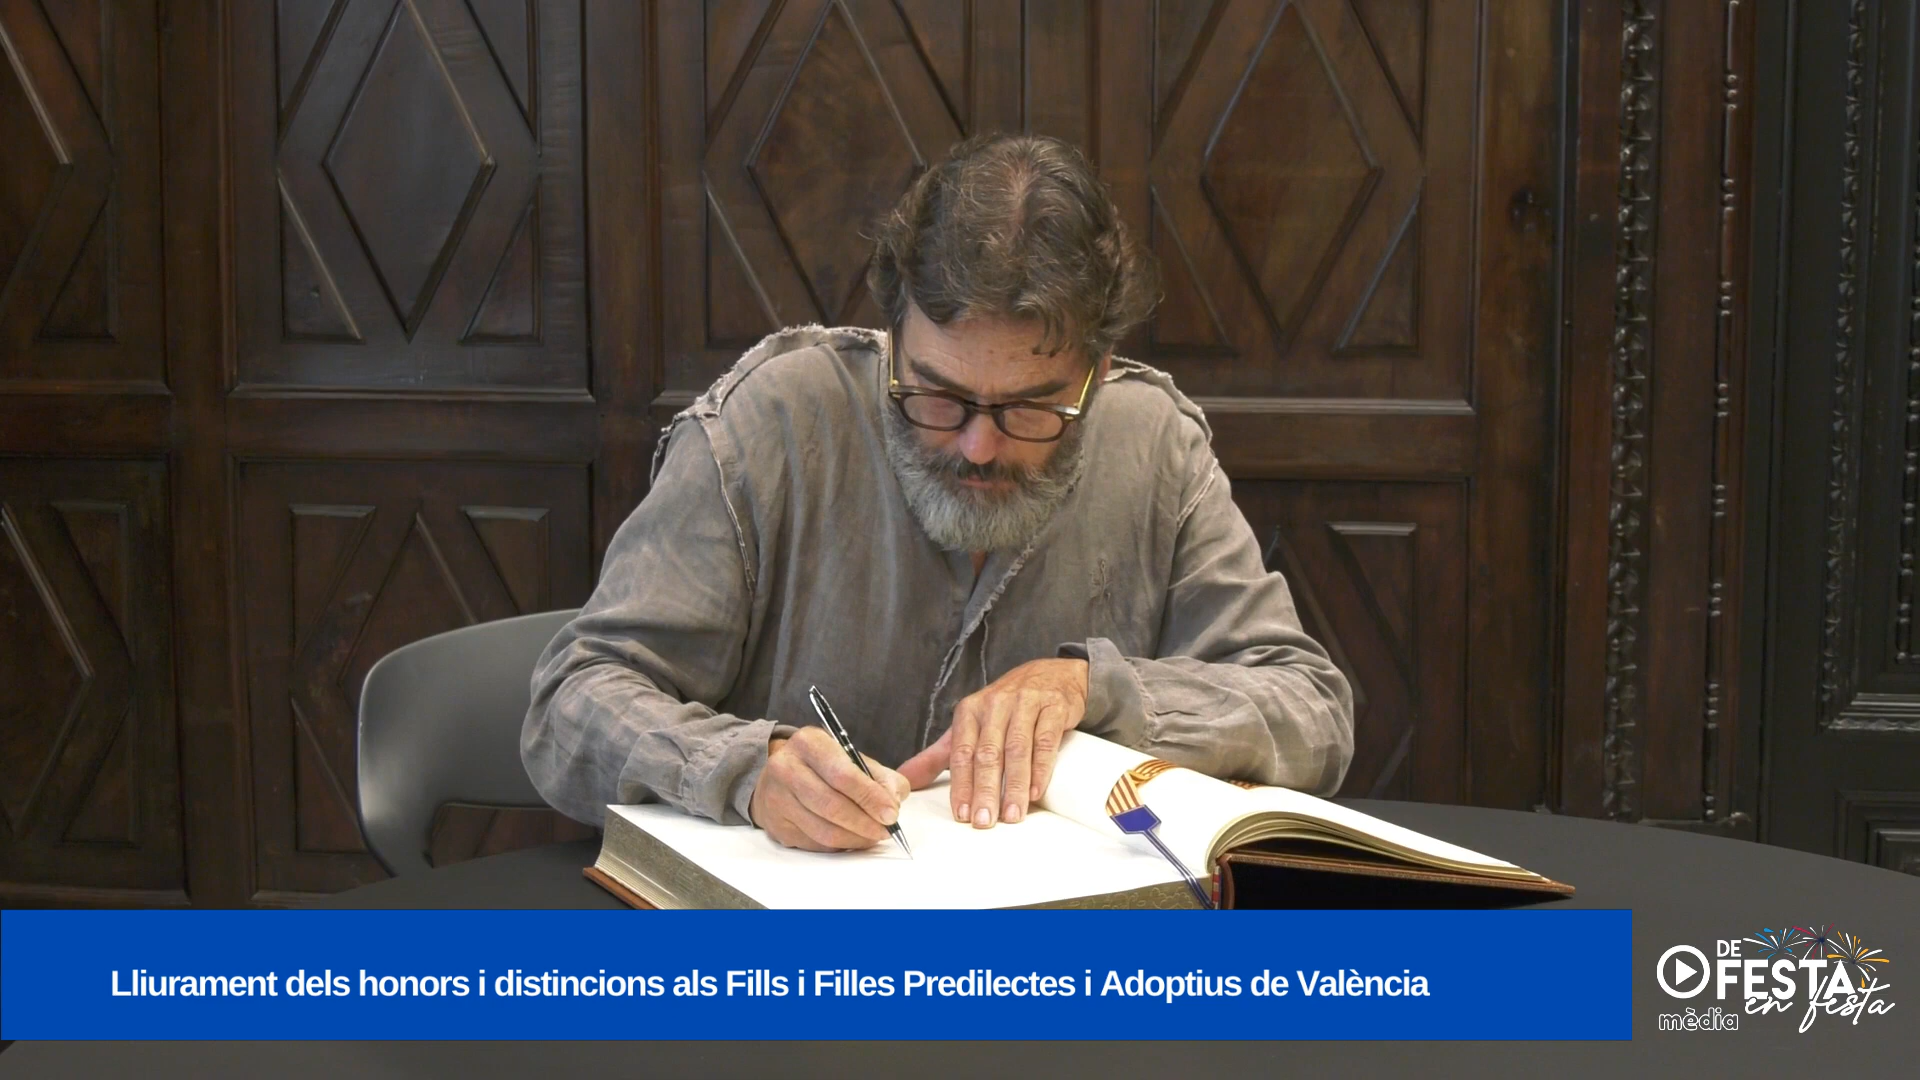 Lliurament dels honors i distincions als Fills i Filles Predilectes i Adoptius de València
DE
FESTA
en festa
mèdia